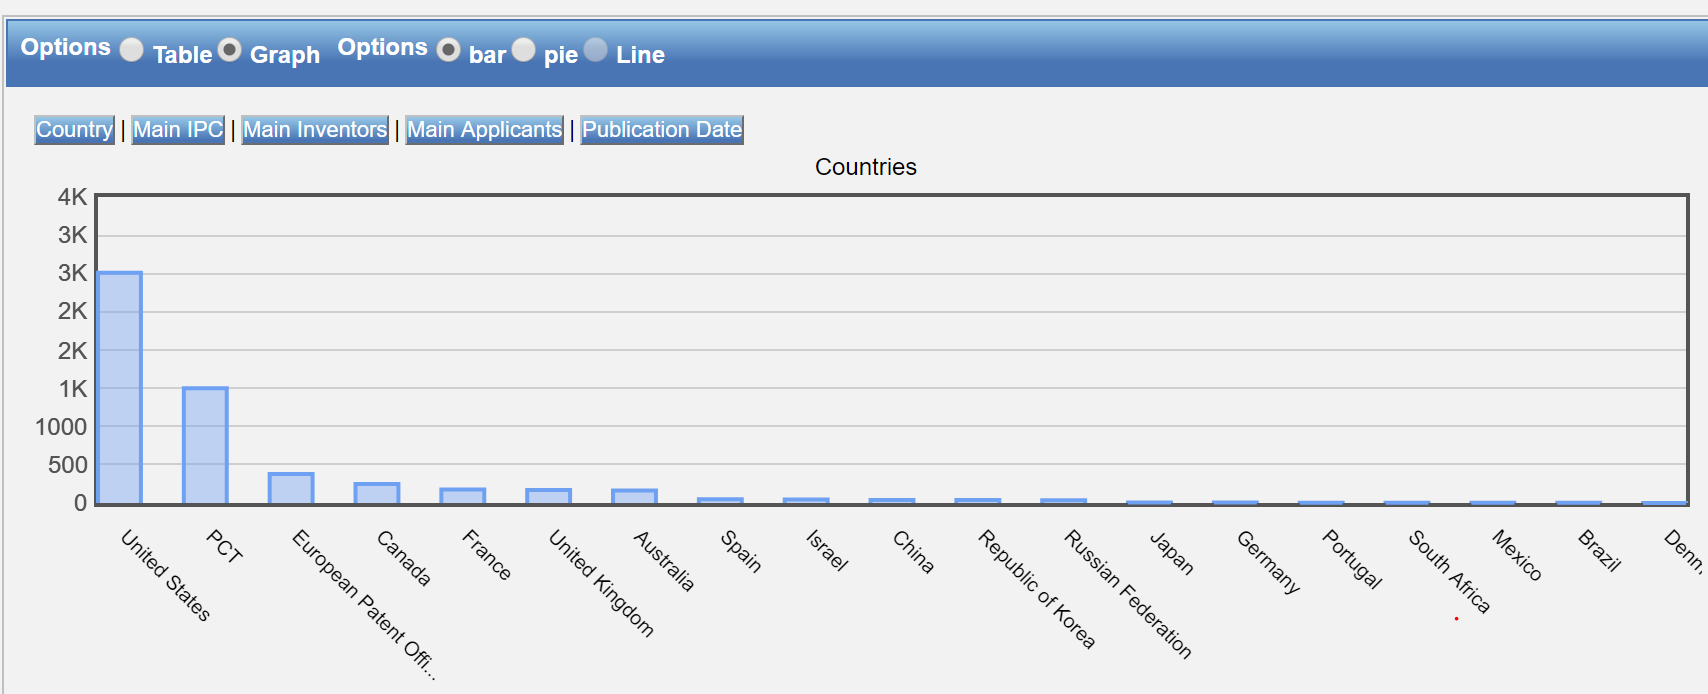 Options Table Graph Options bar pie Line
Country | Main IPC | Main Inventors | Main Applicants | Publication Date
Countries
4K
3K
3K
2K
2K
1K
1000
500
0
United States
PCT
European Patent Offi...
Canada
France
United Kingdom
Australia
Spain
Israel
China
Republic of Korea
Russian Federation
Japan
Germany
Portugal
South Africa
Mexico
Brazil